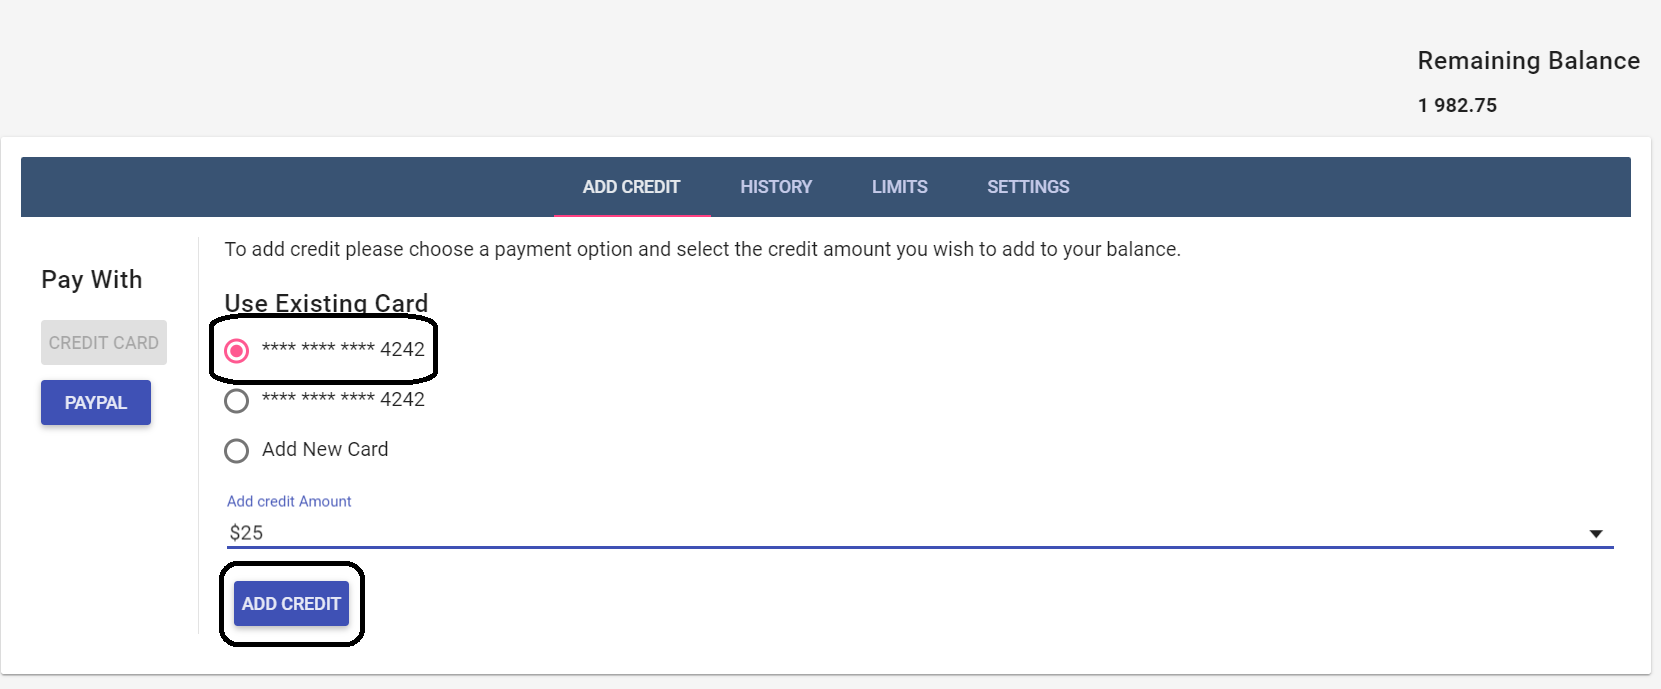 Remaining Balance
1 982.75
ADD CREDIT HISTORY LIMITS SETTINGS
To add credit please choose a payment option and select the credit amount you wish to add to your balance.
Pay With
CREDIT CARD
PAYPAL
Use Existing Card
**** **** **** 4242
**** **** **** 4242
Add New Card
Add credit Amount
$25
ADD CREDIT